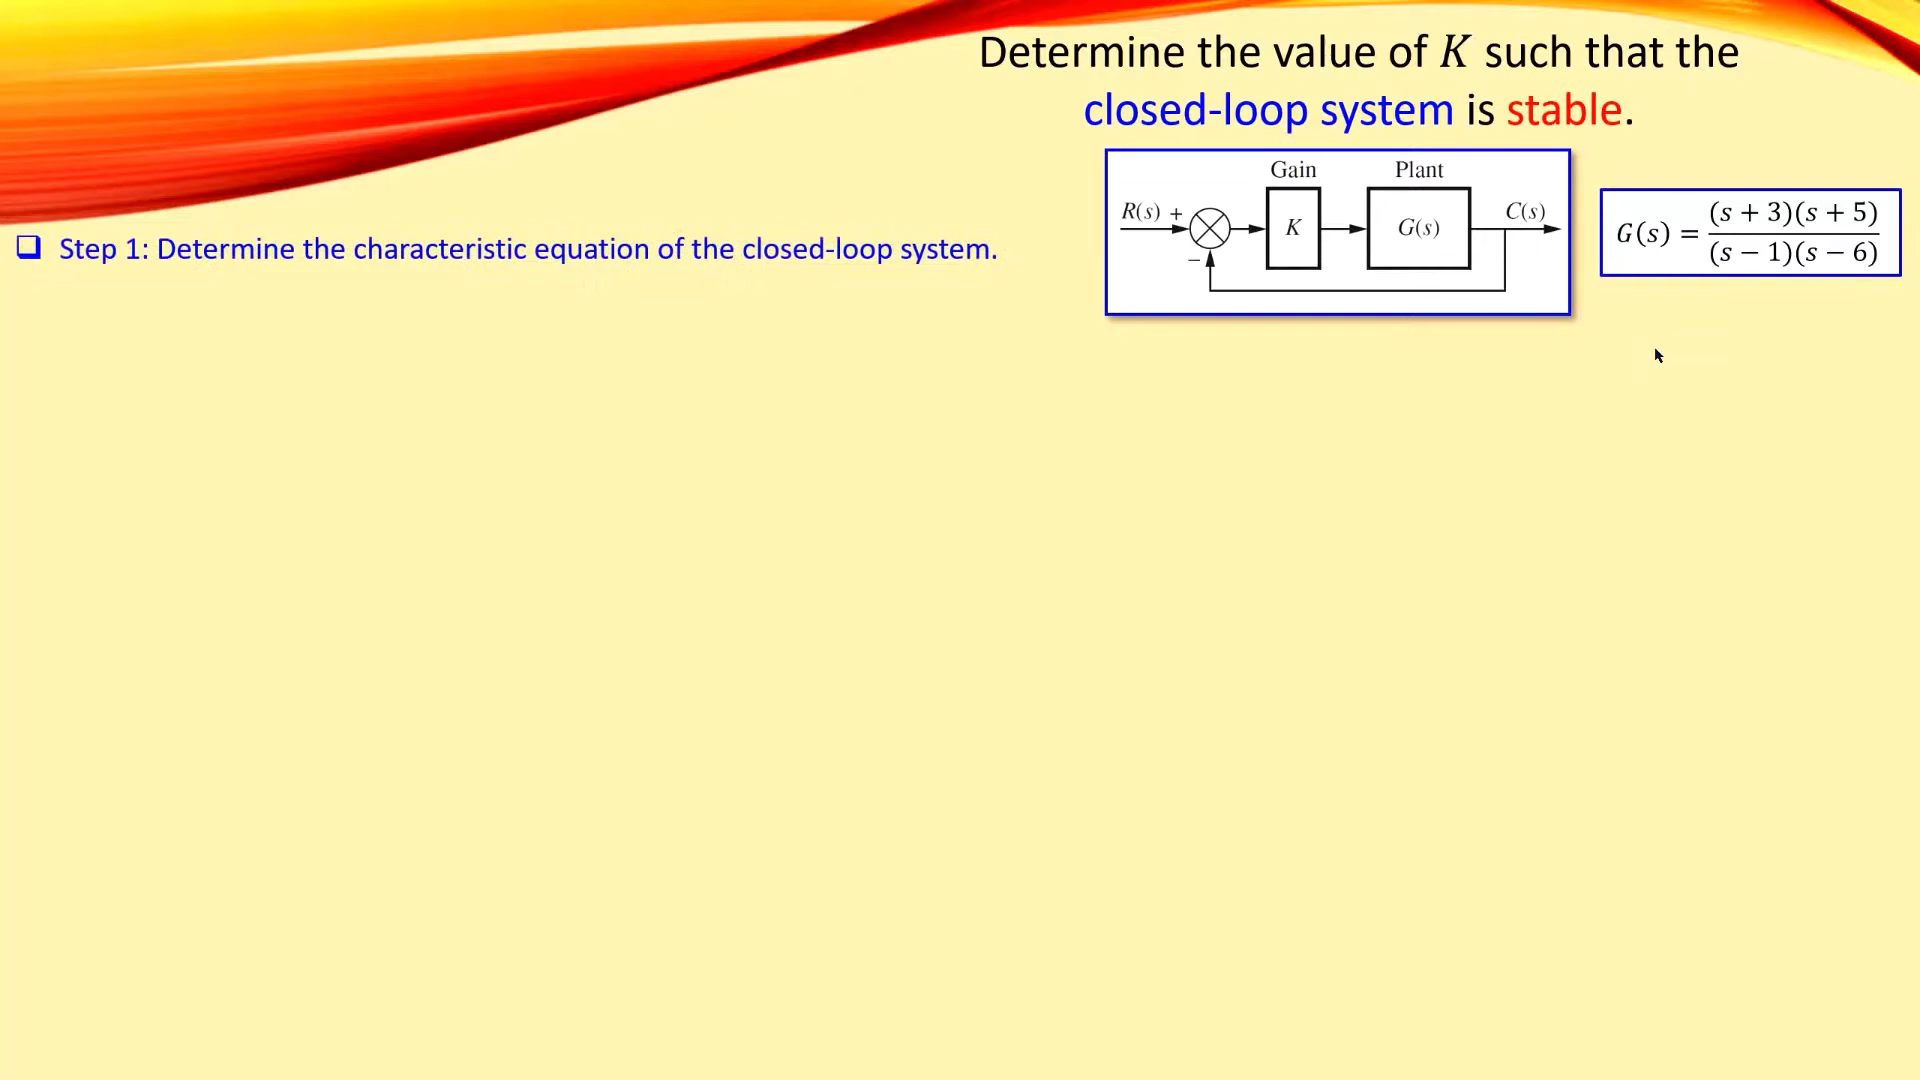 Determine the value of K such that the
closed-loop system is stable.
Gain Plant
R(s) + K G(s) C(s)
−
G(s) = (s + 3)(s + 5) / (s − 1)(s − 6)
❑ Step 1: Determine the characteristic equation of the closed-loop system.